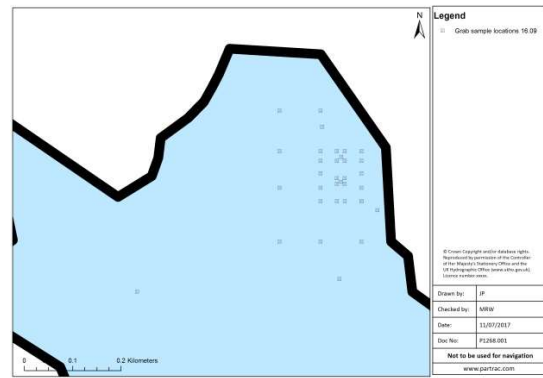 N
Legend
Grab sample locations 16.09
0 0.1 0.2 Kilometers
© Crown Copyright and/or database rights.
Reproduced by permission of the Controller
of Her Majesty's Stationery Office and the
UK Hydrographic Office (www.ukho.gov.uk)
Drawn by: JP
Checked by: MRW
Date: 11/07/2017
Doc No: P1268.001
Not to be used for navigation
www.partrac.com